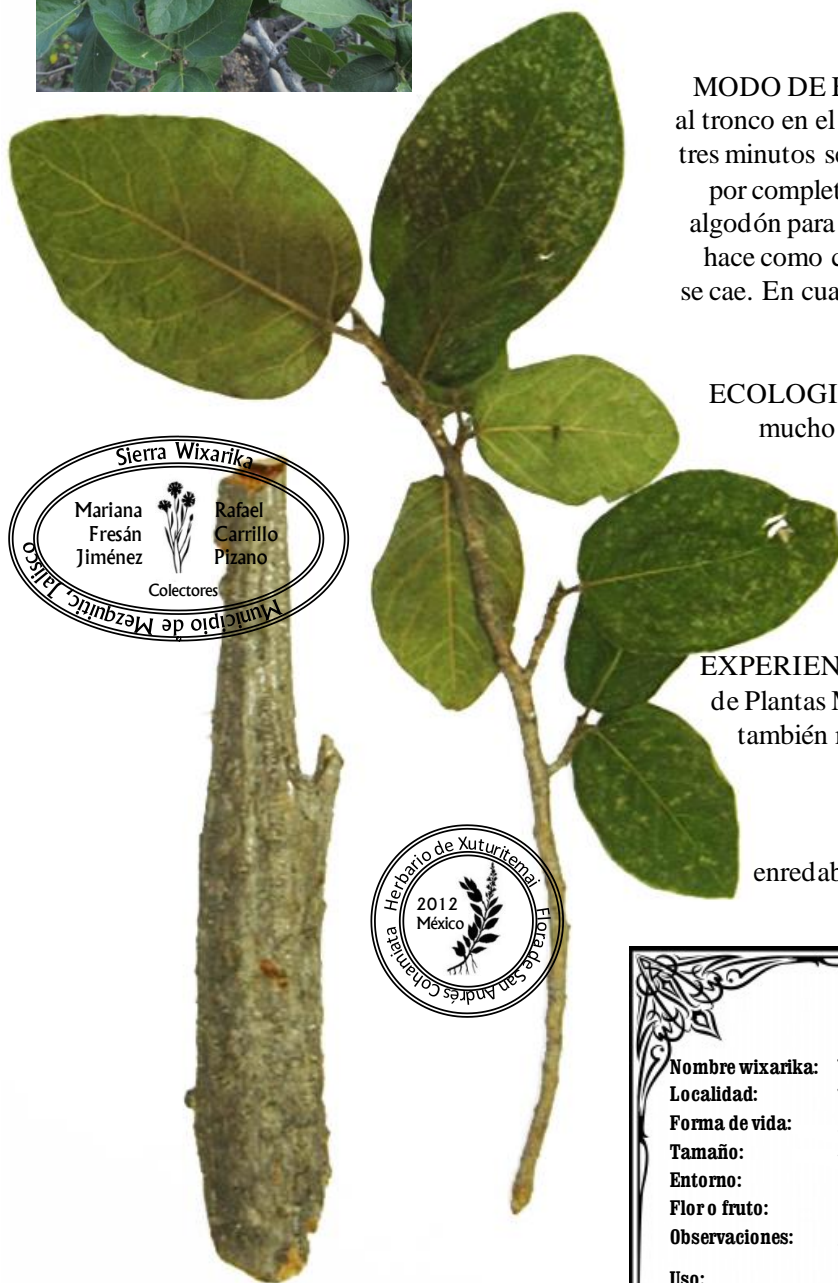 MODO DE
al tronco en el
tres minutos
por complet
algodón para
hace como
se cae. En cua
ECOLOGI
mucho
Sierra Wixarika
Mariana
Fresán
Jiménez
Rafael
Carrillo
Pizano
Colectores
Municipio de Mezquitic, Jalisco
EXPERIEN
de Plantas
también
enredab
Herbario de Xuturitemai
2012
México
Flora de San Andrés Cohamiata
Nombre wixarika:
Localidad:
Forma de vida:
Tamaño:
Entorno:
Flor o fruto:
Observaciones:
Uso: